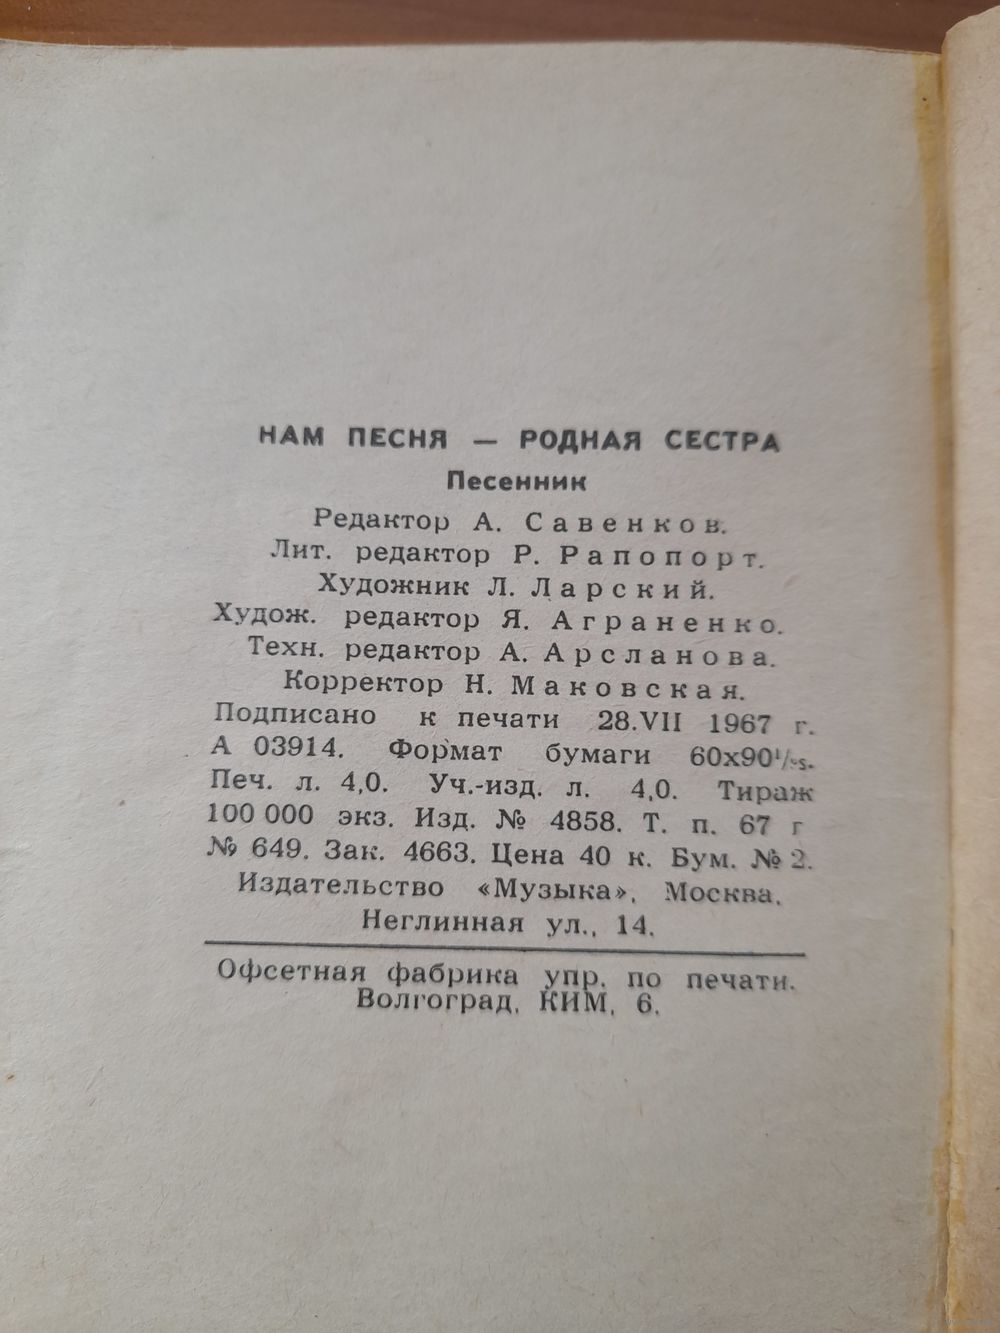 НАМ ПЕСНЯ — РОДНАЯ СЕСТРА
Песенник
Редактор А. Савенков.
Лит. редактор Р. Рапопорт.
Художник Л. Ларский.
Худож. редактор Я. Аграненко.
Техн. редактор А. Арсланова.
Корректор Н. Маковская.
Подписано к печати 28.VII 1967 г.
А 03914. Формат бумаги
Печ. л. 4,0. Уч.-изд. л. 4,0. Тираж
100 000 экз. Изд. № 4858. Т. п. 67 г
№ 649. Зак. 4663. Цена 40 к. Бум. № 2.
Издательство «Музыка», Москва,
Неглинная ул., 14.
Офсетная фабрика упр. по печати.
Волгоград, КИМ, 6.